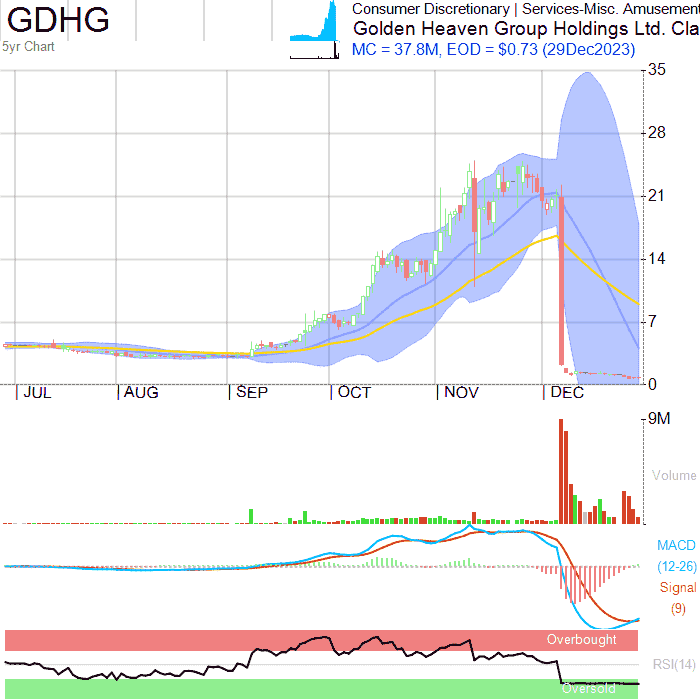 GDHG
5yr Chart
Consumer Discretionary | Services-Misc. Amusement
Golden Heaven Group Holdings Ltd. Cla
MC = 37.8M, EOD = $0.73 (29Dec2023)
35
28
21
14
7
0
JUL AUG SEP OCT NOV DEC
9M
Volume
MACD
(12-26)
Signal
(9)
Overbought
RSI(14)
Oversold